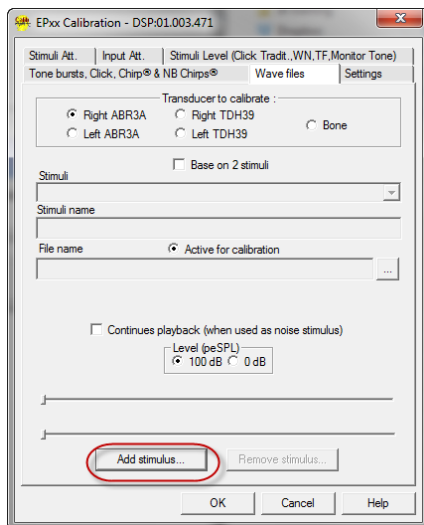 EPxx Calibration - DSP:01.003.471
Stimuli Att. Input Att. Stimuli Level (Click Tradit.,WN,TF,Monitor Tone)
Tone bursts, Click, Chirp® & NB Chirps® Wave files Settings
Transducer to calibrate :
Right ABR3A Right TDH39 Bone
Left ABR3A Left TDH39
Base on 2 stimuli
Stimuli
Stimuli name
File name Active for calibration
...
Continues playback (when used as noise stimulus)
Level (peSPL)
100 dB 0 dB
Add stimulus... Remove stimulus...
OK Cancel Help